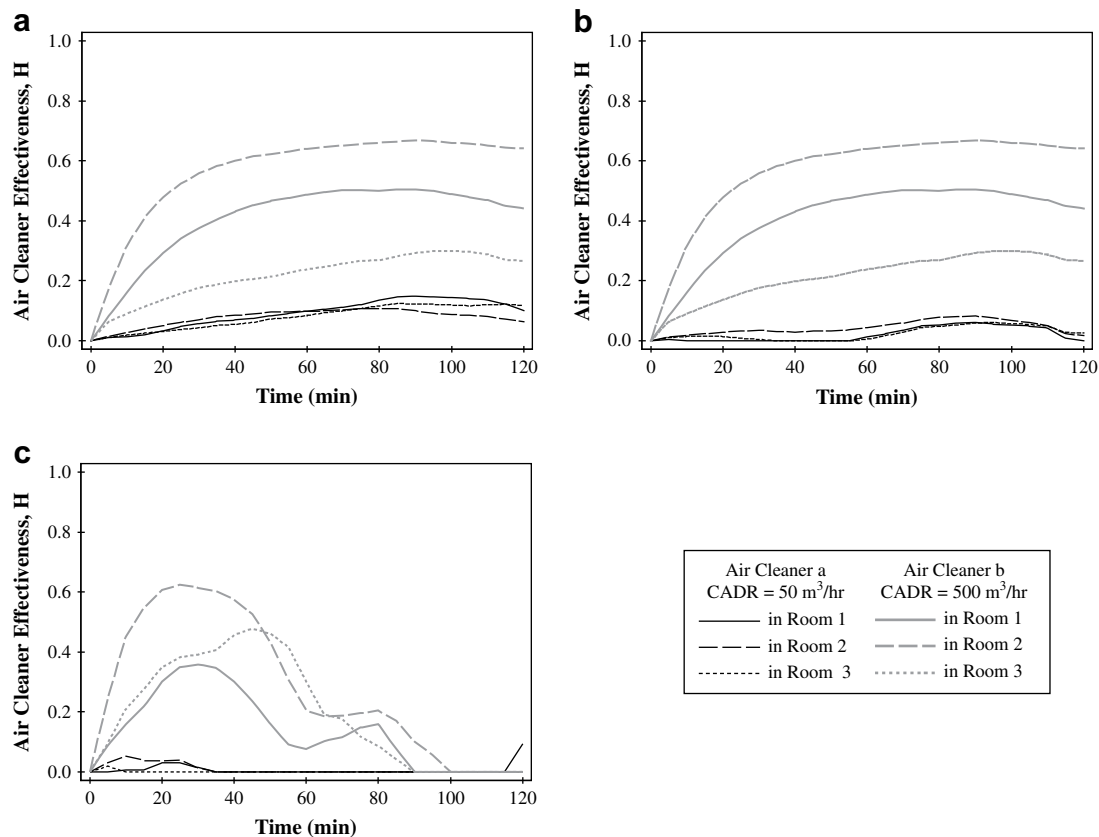 a
Air Cleaner Effectiveness, H
1.0
0.8
0.6
0.4
0.2
0.0
0 20 40 60 80 100 120
Time (min)
b
Air Cleaner Effectiveness, H
1.0
0.8
0.6
0.4
0.2
0.0
0 20 40 60 80 100 120
Time (min)
c
Air Cleaner Effectiveness, H
1.0
0.8
0.6
0.4
0.2
0.0
0 20 40 60 80 100 120
Time (min)
Air Cleaner a
CADR = 50 m³/hr
in Room 1
in Room 2
in Room 3
Air Cleaner b
CADR = 500 m³/hr
in Room 1
in Room 2
in Room 3